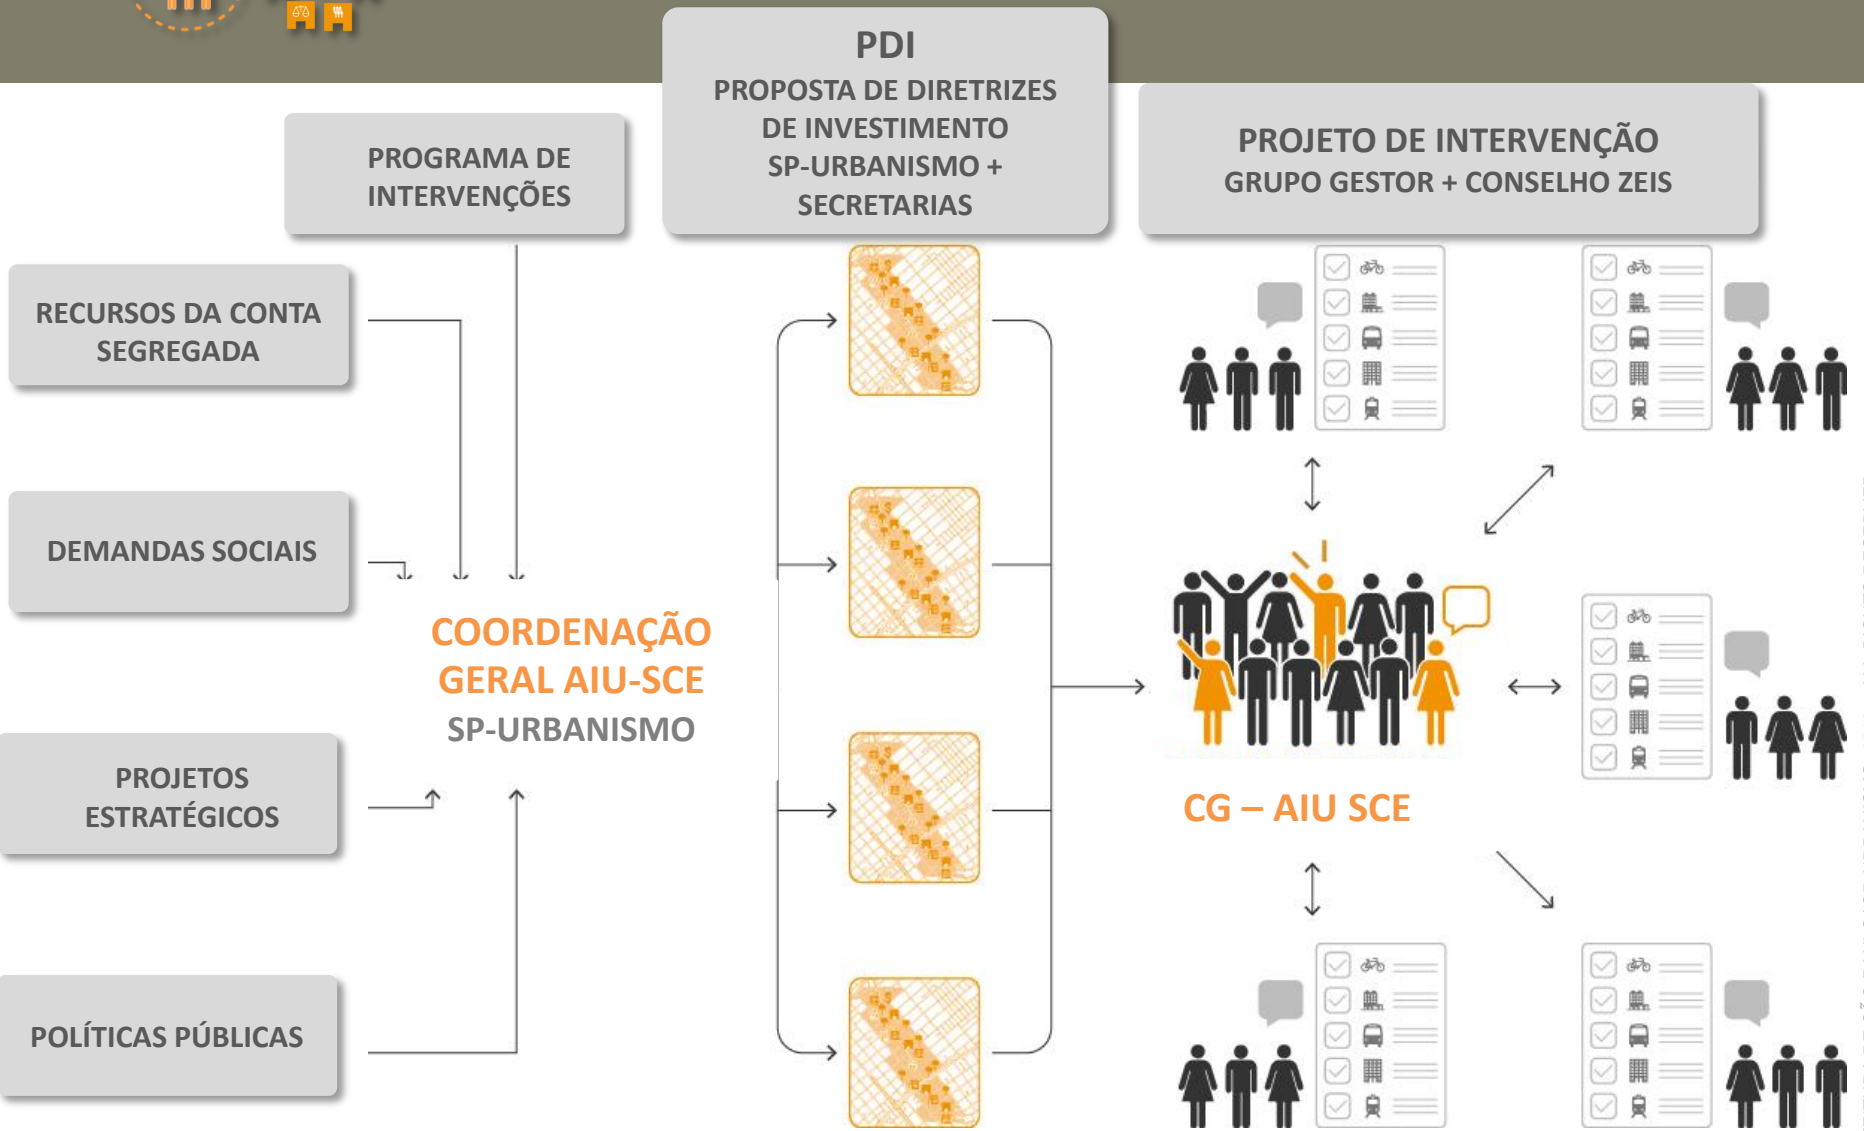 PDI
PROPOSTA DE DIRETRIZES
DE INVESTIMENTO
SP-URBANISMO +
SECRETARIAS
PROGRAMA DE
INTERVENÇÕES
PROJETO DE INTERVENÇÃO
GRUPO GESTOR + CONSELHO ZEIS
RECURSOS DA CONTA
SEGREGADA
DEMANDAS SOCIAIS
COORDENAÇÃO
GERAL AIU-SCE
SP-URBANISMO
PROJETOS
ESTRATÉGICOS
POLÍTICAS PÚBLICAS
CG – AIU SCE